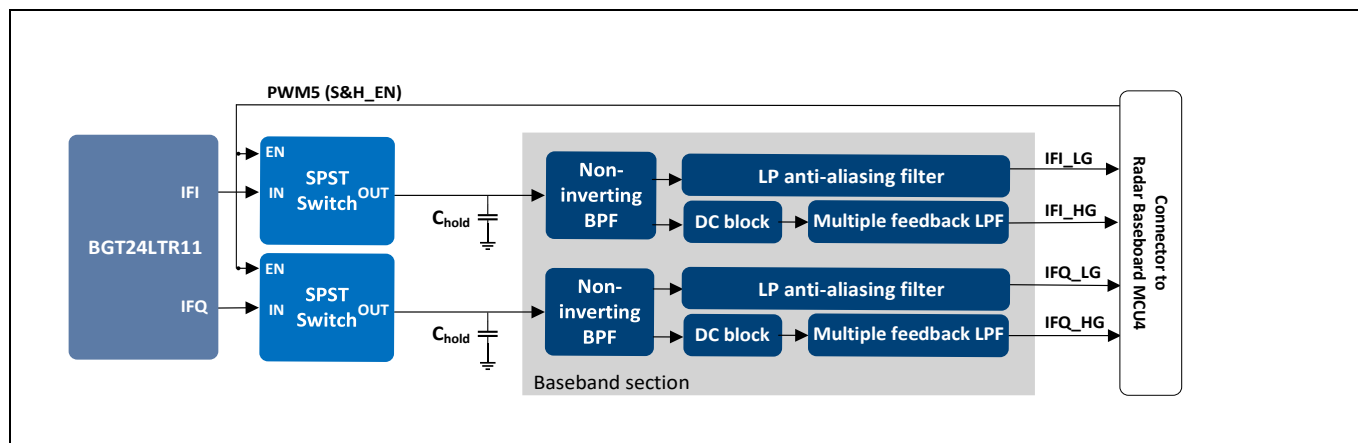 PWM5 (S&H_EN)
BGT24LTR11
IFI
IFQ
EN
IN
SPST
Switch
OUT
C_hold
EN
IN
SPST
Switch
OUT
C_hold
Non-
inverting
BPF
LP anti-aliasing filter
DC block
Multiple feedback LPF
Non-
inverting
BPF
LP anti-aliasing filter
DC block
Multiple feedback LPF
Baseband section
IFI_LG
IFI_HG
IFQ_LG
IFQ_HG
Connector to
Radar Baseboard MCU4